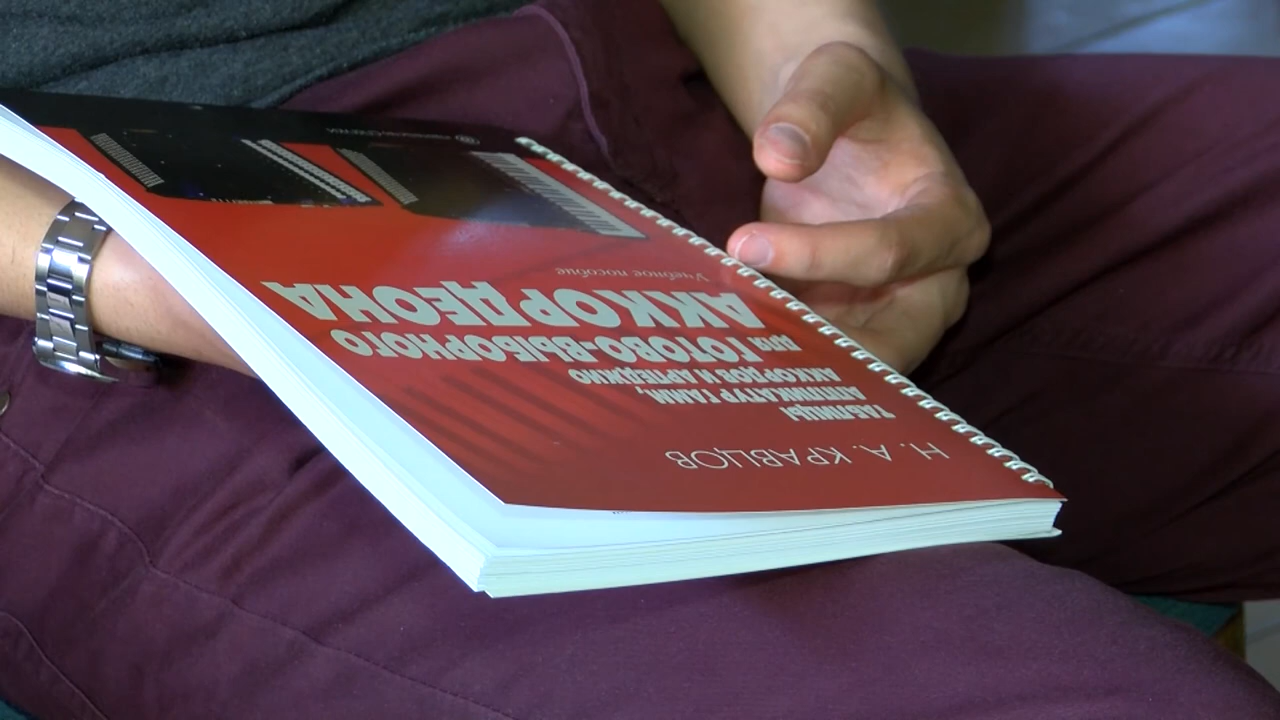 Н. А. КРАВЦОВ
ТАБЛИЦЫ
АППЛИКАТУР ГАММ,
АККОРДОВ И АРПЕДЖИО
для ГОТОВО-ВЫБОРНОГО
АККОРДЕОНА
Учебное пособие